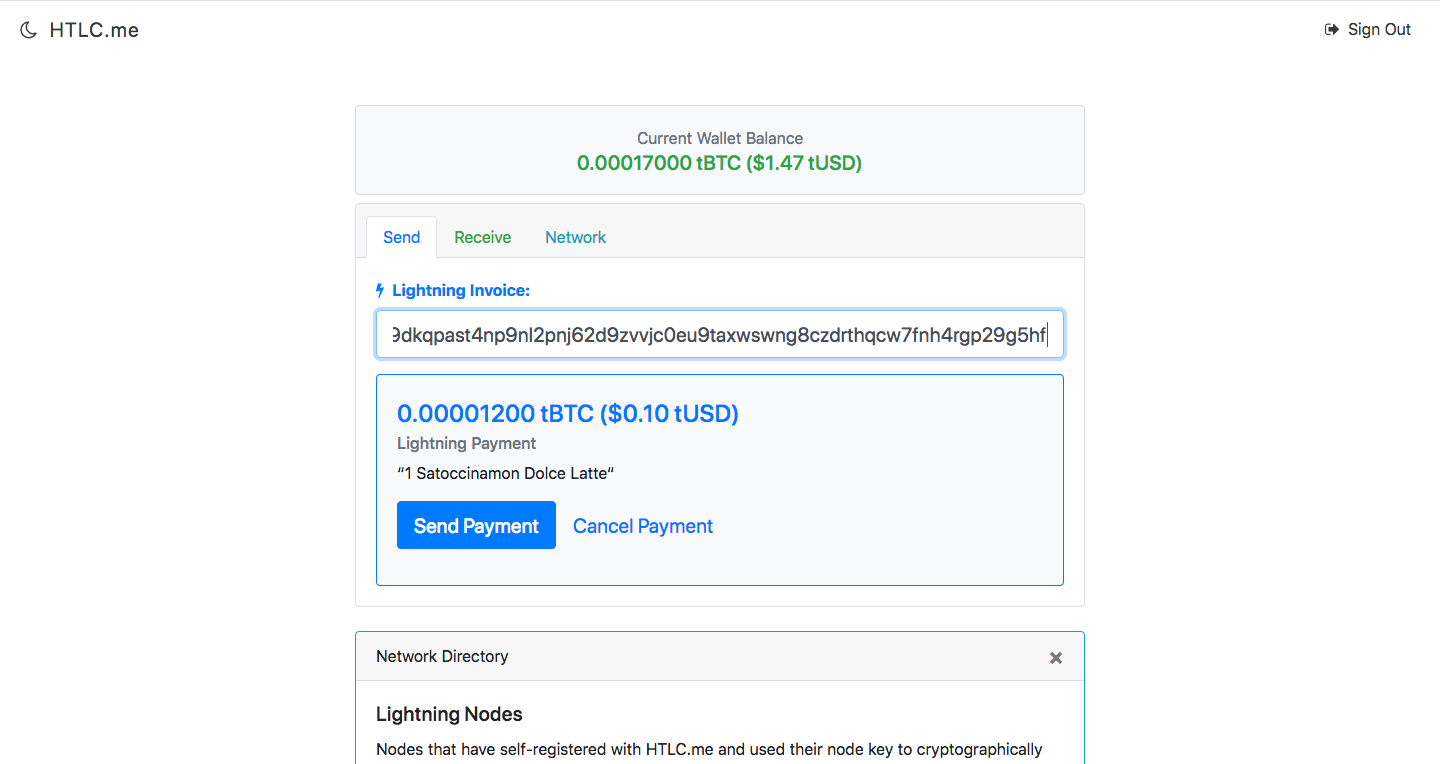 HTLC.me
Sign Out
Current Wallet Balance
0.00017000 tBTC ($1.47 tUSD)
Send Receive Network
Lightning Invoice:
9dkqpast4np9nl2pnj62d9zvvjc0eu9taxwswng8czdrthqcw7fnh4rgp29g5hf
0.00001200 tBTC ($0.10 tUSD)
Lightning Payment
“1 Satoccinamon Dolce Latte“
Send Payment Cancel Payment
Network Directory
Lightning Nodes
Nodes that have self-registered with HTLC.me and used their node key to cryptographically